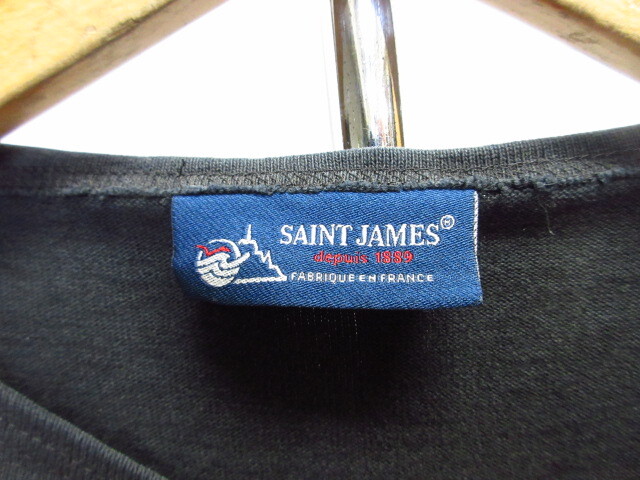 SAINT JAMES®
depuis 1889
FABRIQUE EN FRANCE